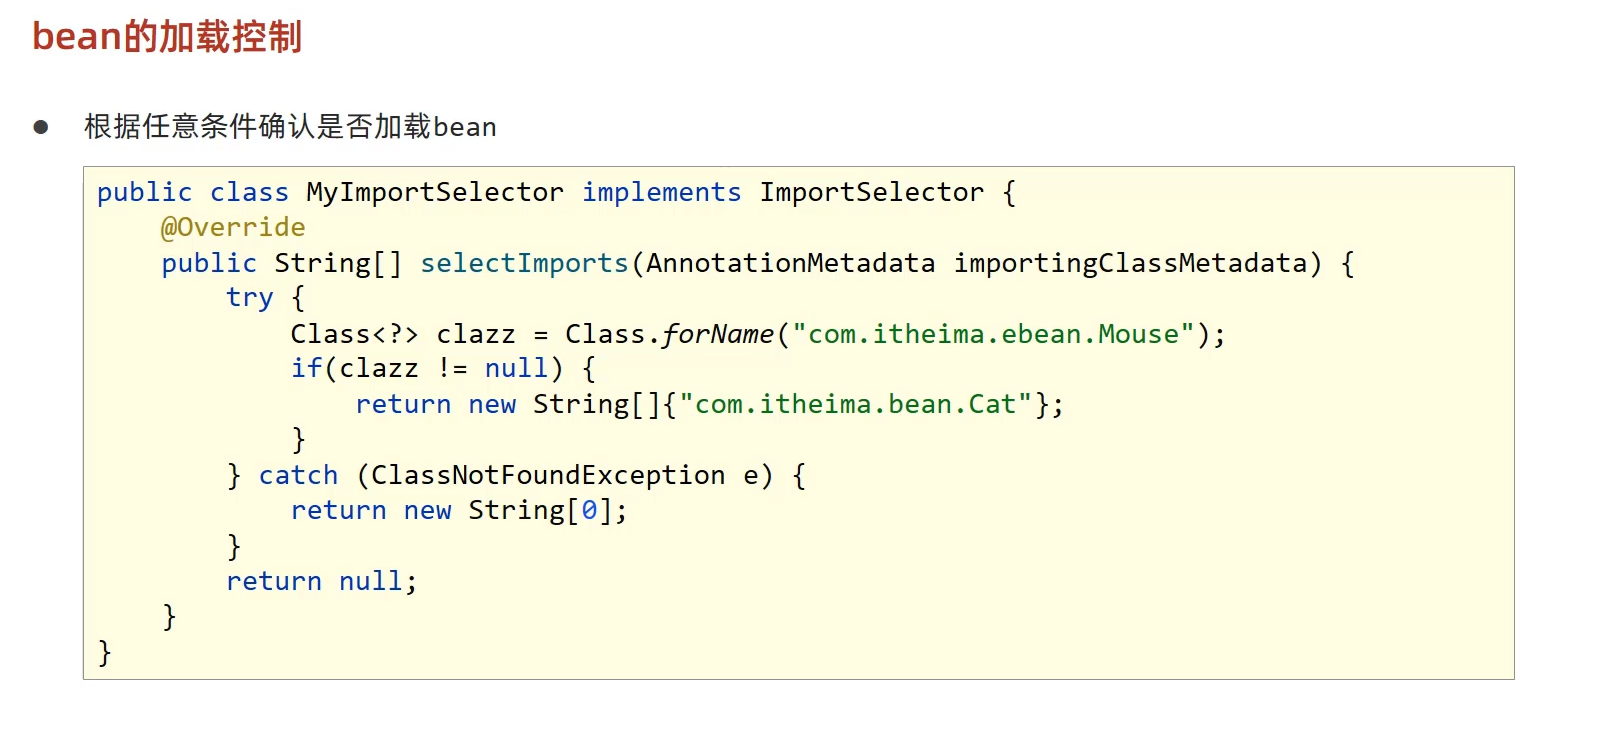 bean的加载控制
● 根据任意条件确认是否加载bean
public class MyImportSelector implements ImportSelector {
    @Override
    public String[] selectImports(AnnotationMetadata importingClassMetadata) {
        try {
            Class<?> clazz = Class.forName("com.itheima.ebean.Mouse");
            if(clazz != null) {
                return new String[]{"com.itheima.bean.Cat"};
            }
        } catch (ClassNotFoundException e) {
            return new String[0];
        }
        return null;
    }
}